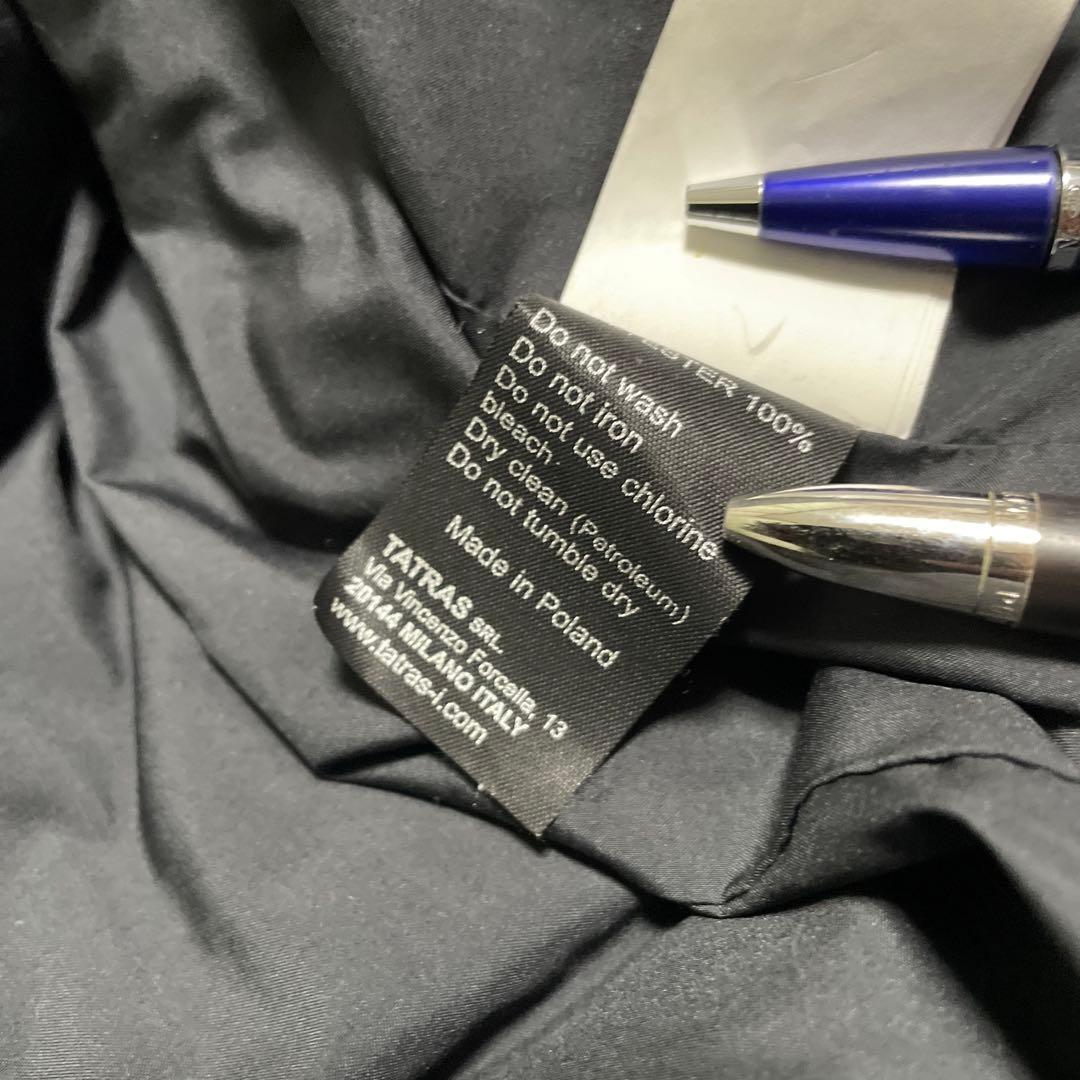 ESTER 100%
Do not wash
Do not iron
Do not use chlorine
bleach
Dry clean (Petroleum)
Do not tumble dry
Made in Poland
TATRAS SRL
Via Vincenzo Forcella, 13
20144 MILANO ITALY
www.tatras-i.com